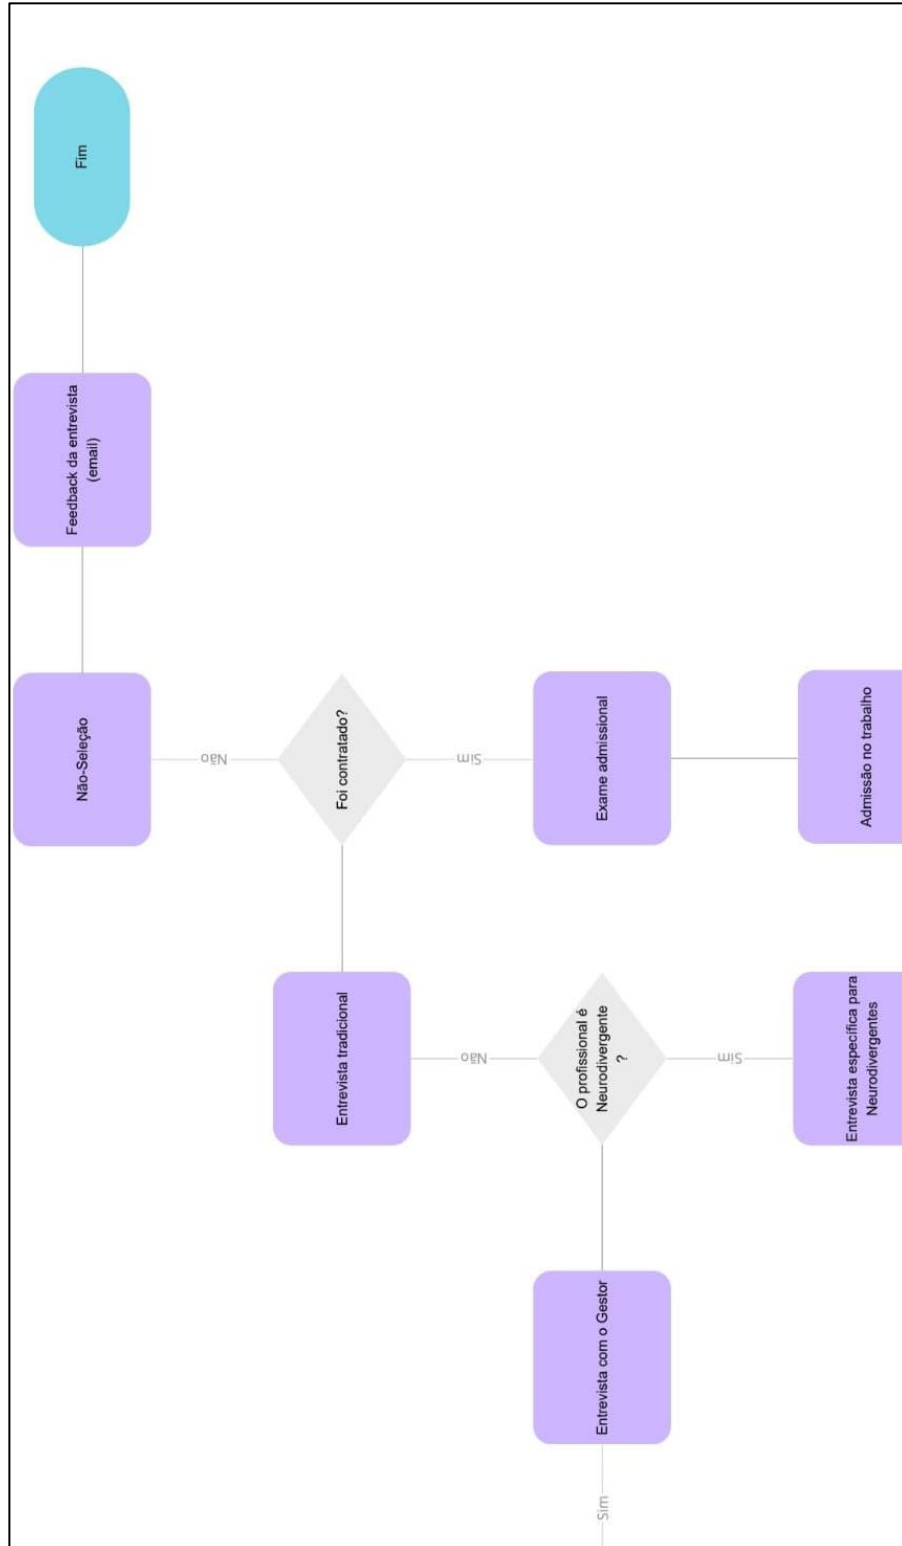 Sim
Entrevista com o Gestor
O profissional é
Neurodivergente
?
Não
Sim
Entrevista tradicional
Entrevista específica para
Neurodivergentes
Foi contratado?
Não
Sim
Não-Seleção
Exame admissional
Admissão no trabalho
Feedback da entrevista
(email)
Fim